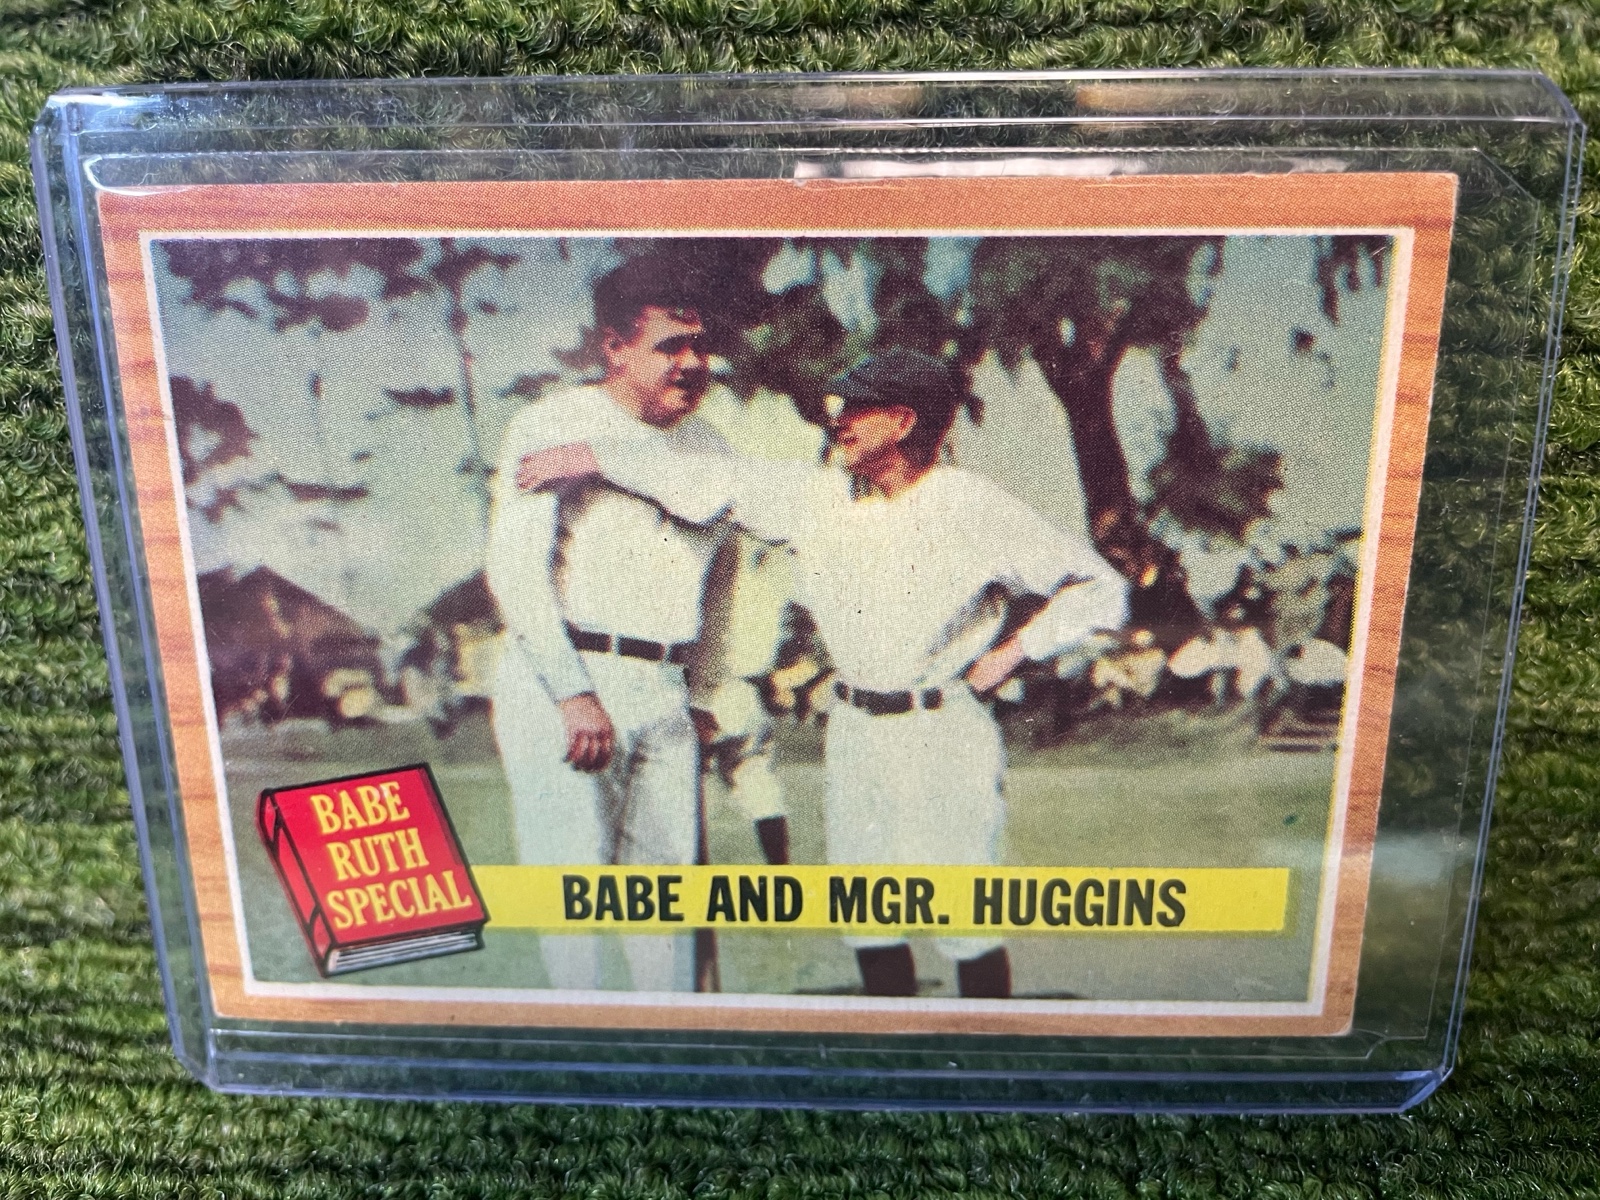 BABE
RUTH
SPECIAL
BABE AND MGR. HUGGINS